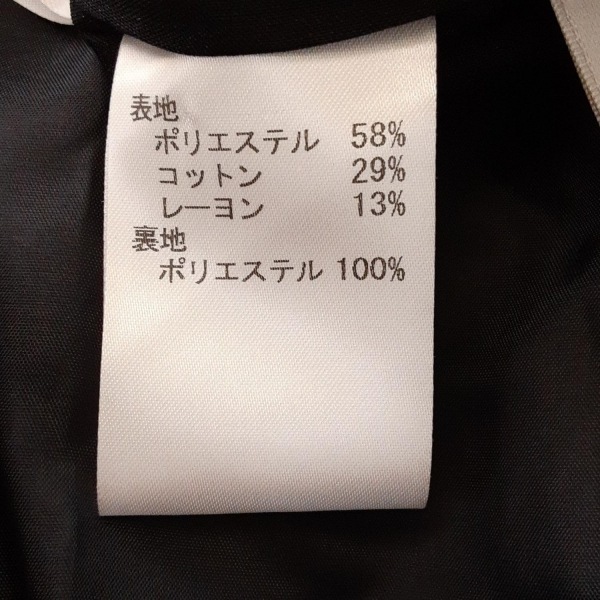 表地
ポリエステル 58%
コットン 29%
レーヨン 13%
裏地
ポリエステル 100%